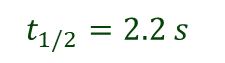 t1/2 = 2.2 s